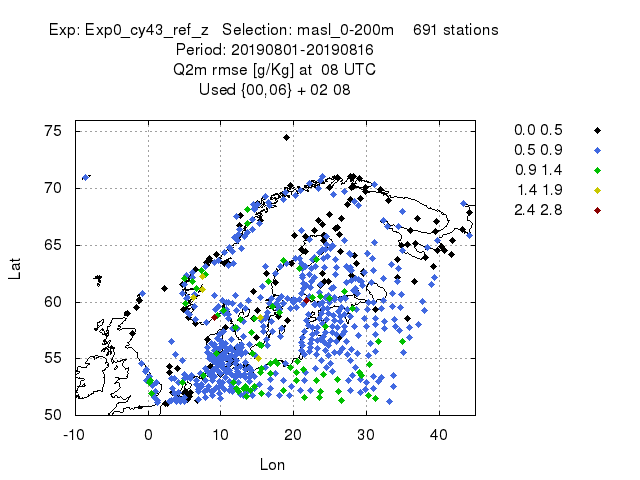 Exp: Exp0_cy43_ref_z Selection: masl_0-200m 691 stations
Period: 20190801-20190816
Q2m rmse [g/Kg] at 08 UTC
Used {00,06} + 02 08
75
70
65
60
55
50
-10 0 10 20 30 40
Lat
Lon
0.0 0.5
0.5 0.9
0.9 1.4
1.4 1.9
2.4 2.8